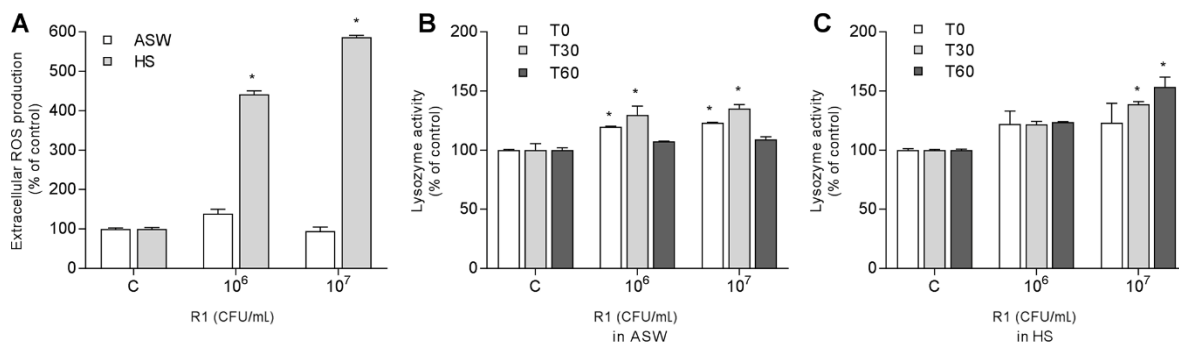 A
Extracellular ROS production
(% of control)
600
500
400
300
200
100
0
ASW
HS
*
*
C
10⁶
10⁷
R1 (CFU/mL)
B
Lysozyme activity
(% of control)
200
150
100
50
0
T0
T30
T60
*
*
*
*
C
10⁶
10⁷
R1 (CFU/mL)
in ASW
C
Lysozyme activity
(% of control)
200
150
100
50
0
T0
T30
T60
*
*
C
10⁶
10⁷
R1 (CFU/mL)
in HS